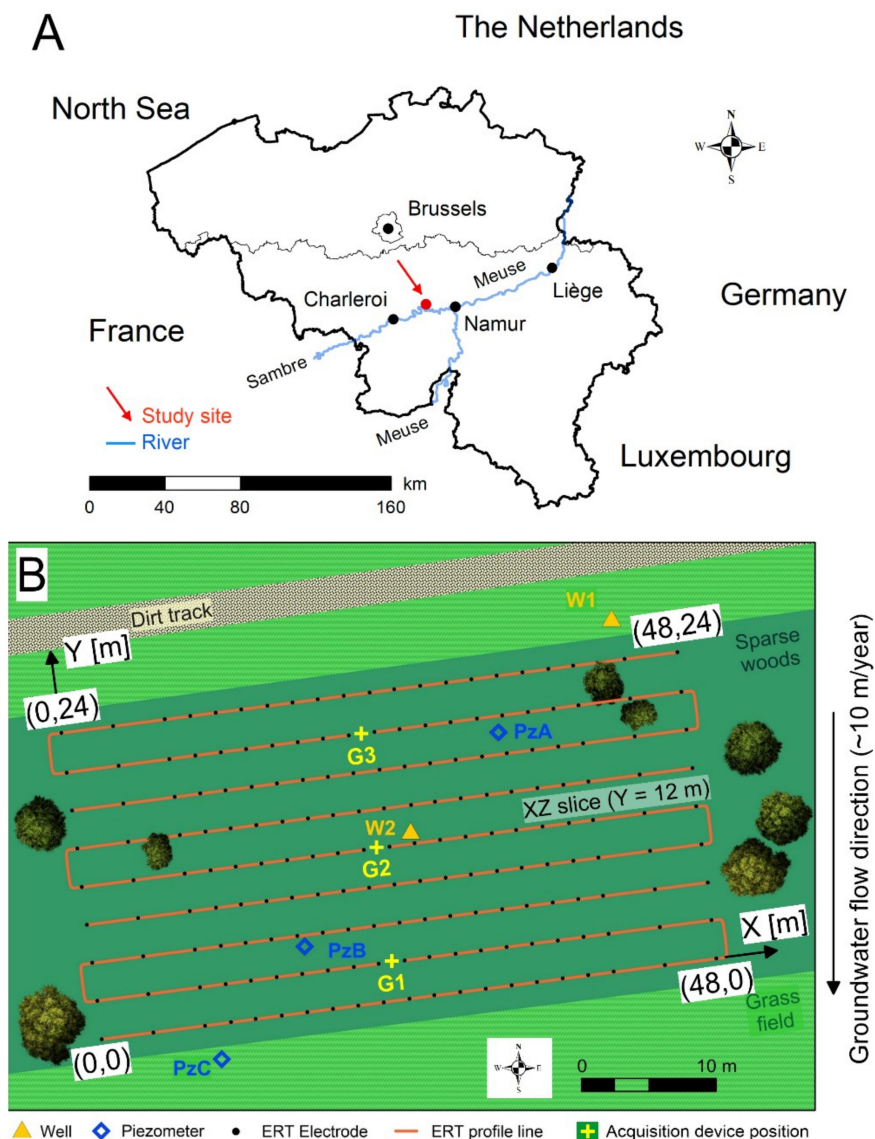 A
The Netherlands
North Sea
N
W E
S
Brussels
Meuse
Charleroi
Liège
Germany
France
Namur
Sambre
Study site
Meuse
River
Luxembourg
km
0 40 80 160
B
W1
Dirt track
(48,24)
Y [m]
Sparse
woods
(0,24)
PzA
G3
XZ slice (Y = 12 m)
W2
G2
Groundwater flow direction (~10 m/year)
X [m]
PzB
G1
(48,0)
Grass
field
(0,0)
PzC
N
W E
S
0 10 m
Well Piezometer ERT Electrode ERT profile line Acquisition device position